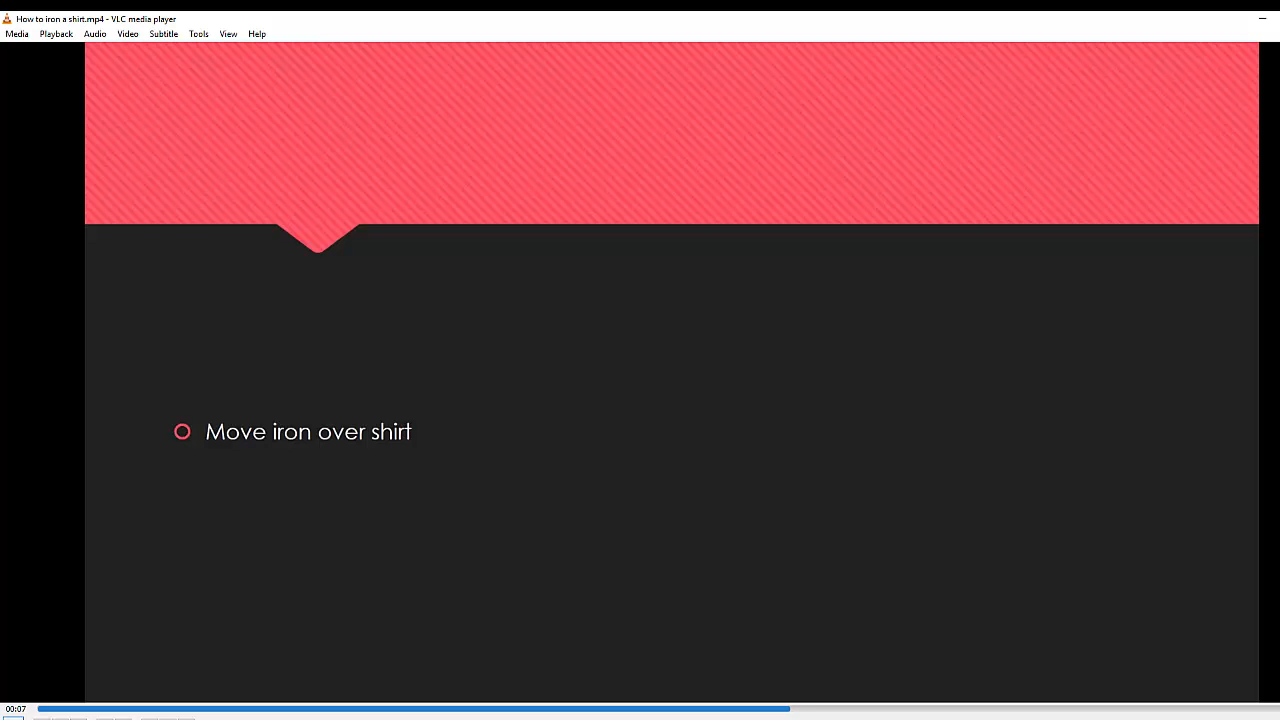 How to iron a shirt.mp4 - VLC media player
Media Playback Audio Video Subtitle Tools View Help
Move iron over shirt
00:07